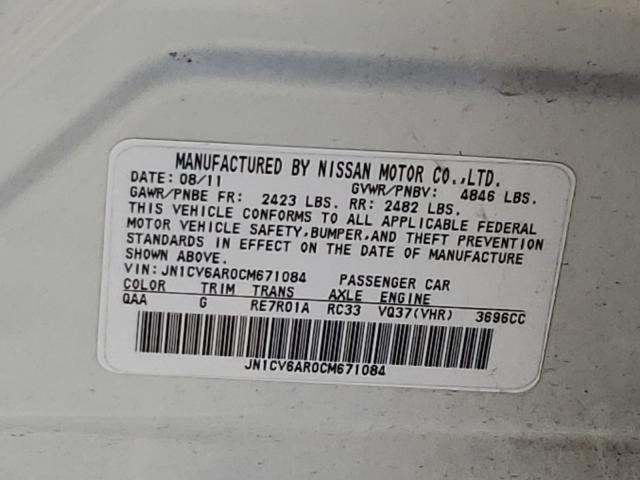 MANUFACTURED BY NISSAN MOTOR CO.,LTD.
DATE: 08/11 GVWR/PNBV: 4846 LBS.
GAWR/PNBE FR: 2423 LBS. RR: 2482 LBS.
THIS VEHICLE CONFORMS TO ALL APPLICABLE FEDERAL
MOTOR VEHICLE SAFETY,BUMPER,AND THEFT PREVENTION
STANDARDS IN EFFECT ON THE DATE OF MANUFACTURE
SHOWN ABOVE.
VIN: JN1CV6AR0CM671084 PASSENGER CAR
COLOR TRIM TRANS AXLE ENGINE
QAA G RE7R01A RC33 VQ37(VHR) 3696CC
JN1CV6AR0CM671084